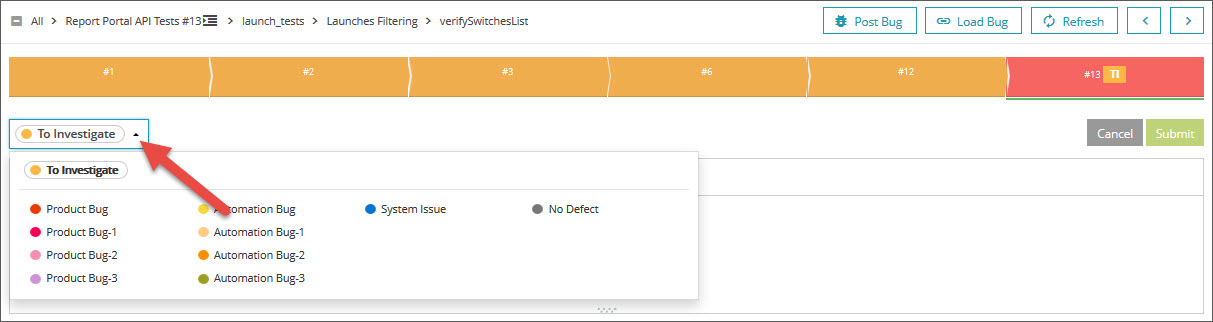 All > Report Portal API Tests #13 > launch_tests > Launches Filtering > verifySwitchesList
Post Bug
Load Bug
Refresh
#1
#2
#3
#6
#12
#13 TI
To Investigate
Cancel
Submit
To Investigate
Product Bug
Automation Bug
System Issue
No Defect
Product Bug-1
Automation Bug-1
Product Bug-2
Automation Bug-2
Product Bug-3
Automation Bug-3